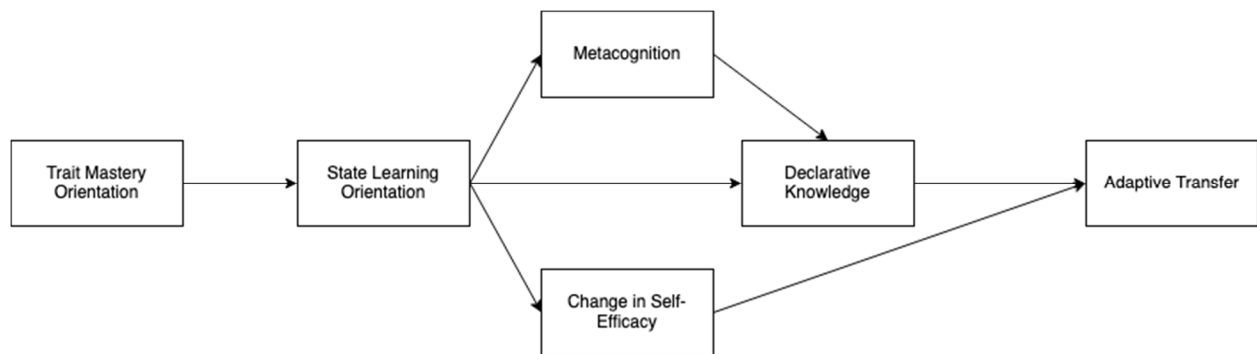 Metacognition
Trait Mastery
Orientation
State Learning
Orientation
Declarative
Knowledge
Adaptive Transfer
Change in Self-
Efficacy